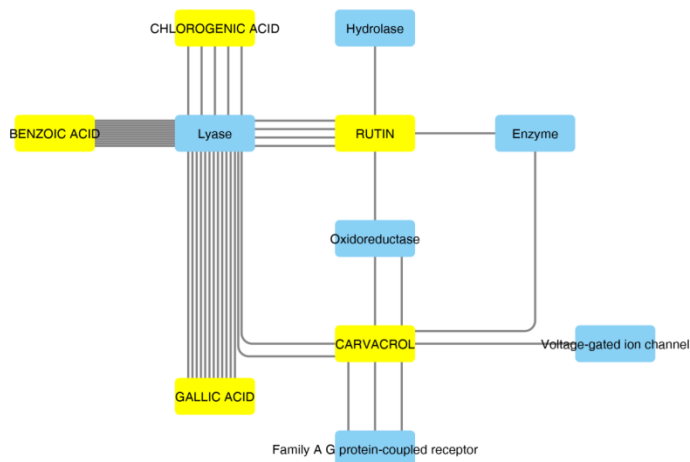 CHLOROGENIC ACID
Hydrolase
BENZOIC ACID
Lyase
RUTIN
Enzyme
Oxidoreductase
CARVACROL
Voltage-gated ion channel
GALLIC ACID
Family A G protein-coupled receptor